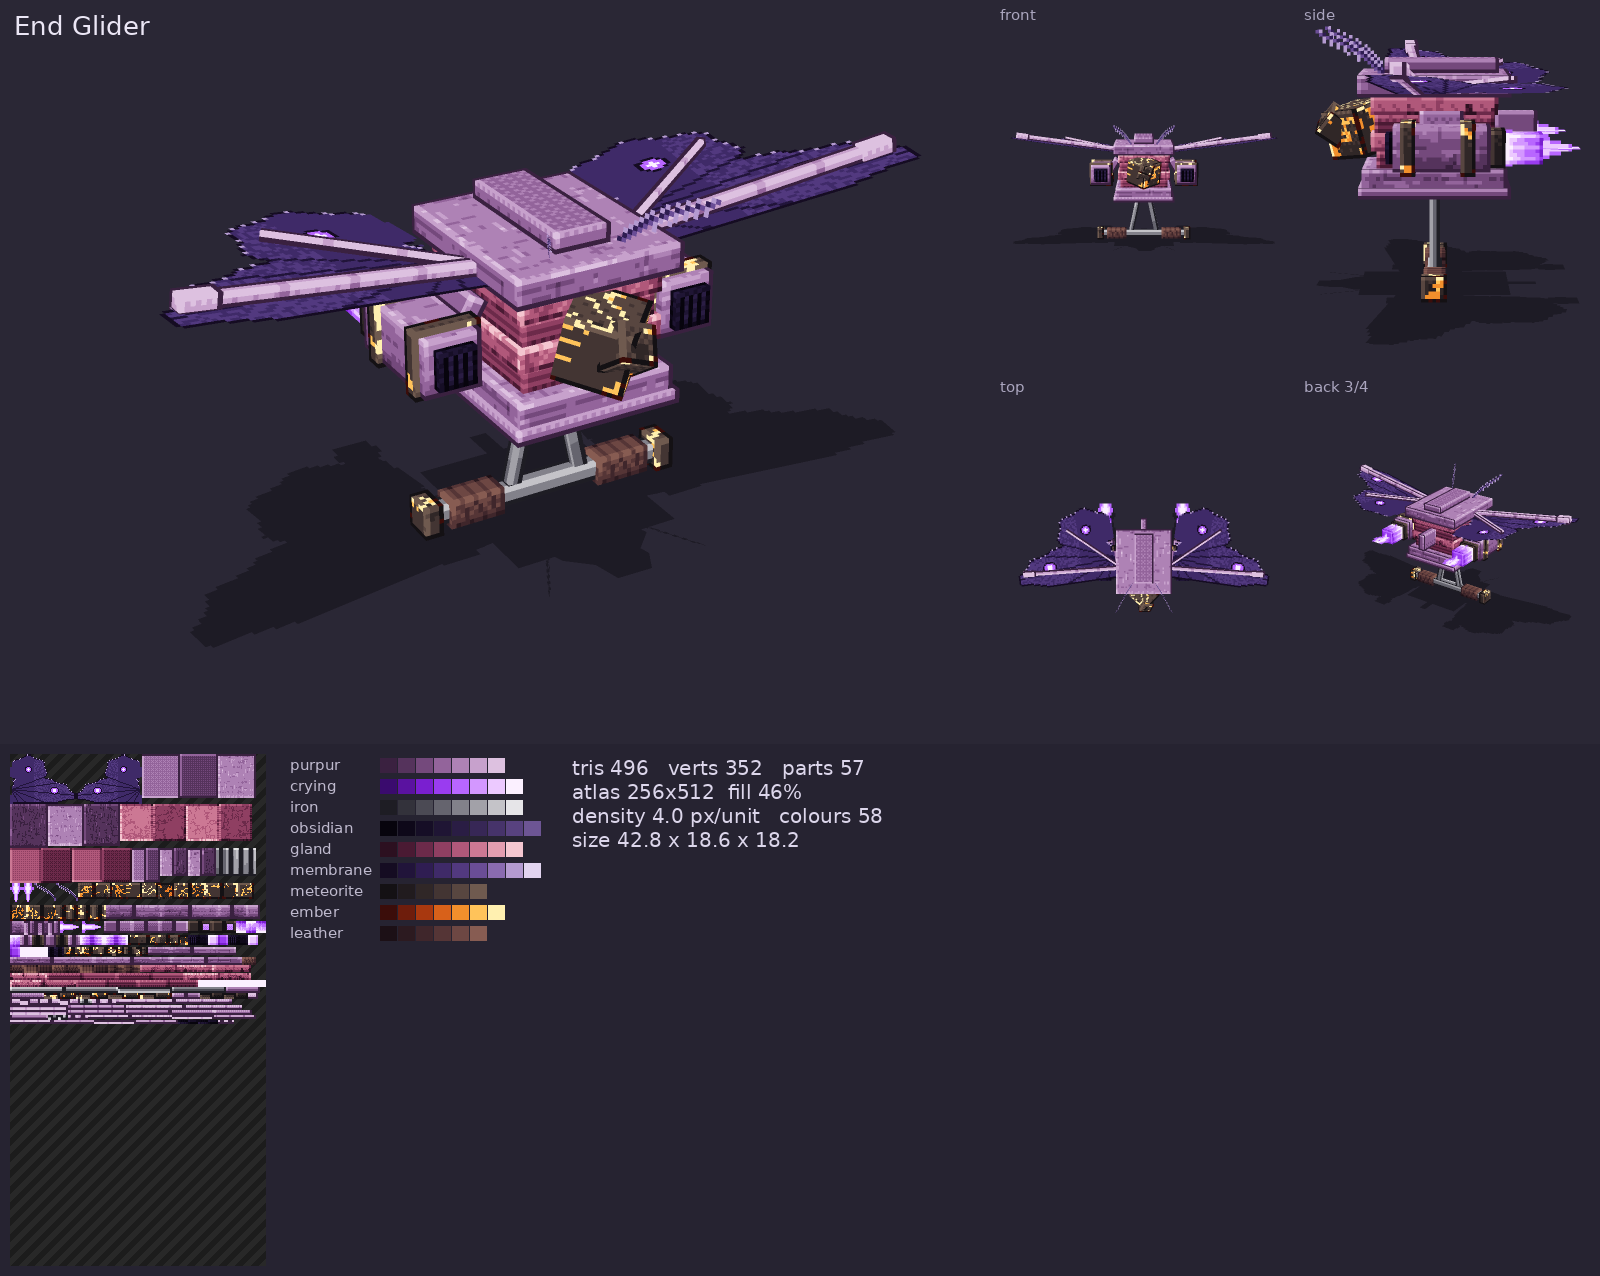 End Glider
front
side
top
back 3/4
purpur
crying
iron
obsidian
gland
membrane
meteorite
ember
leather
tris 496 verts 352 parts 57
atlas 256x512 fill 46%
density 4.0 px/unit colours 58
size 42.8 x 18.6 x 18.2